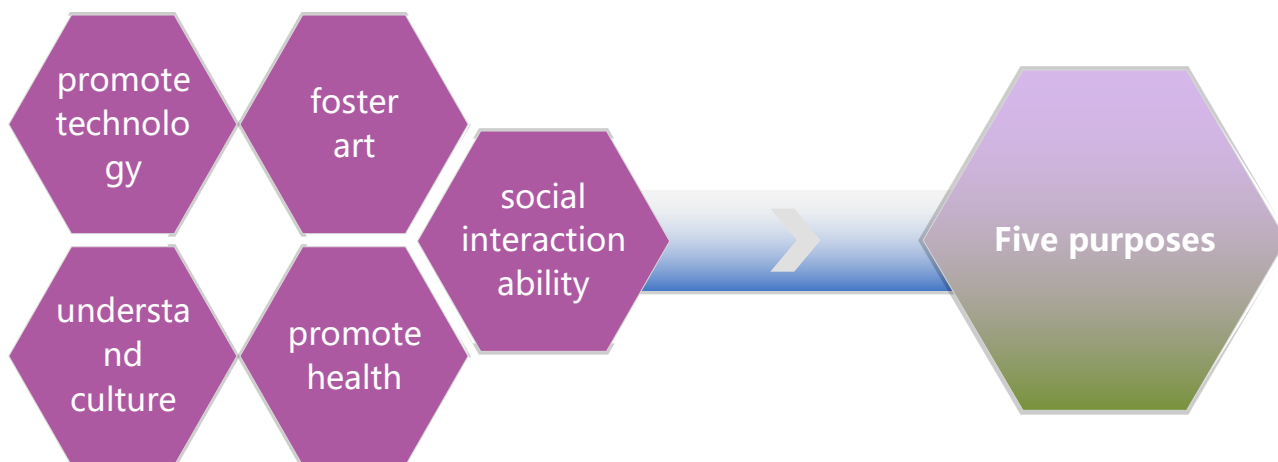 promote
technolo
gy
foster
art
social
interaction
ability
understa
nd
culture
promote
health
Five purposes